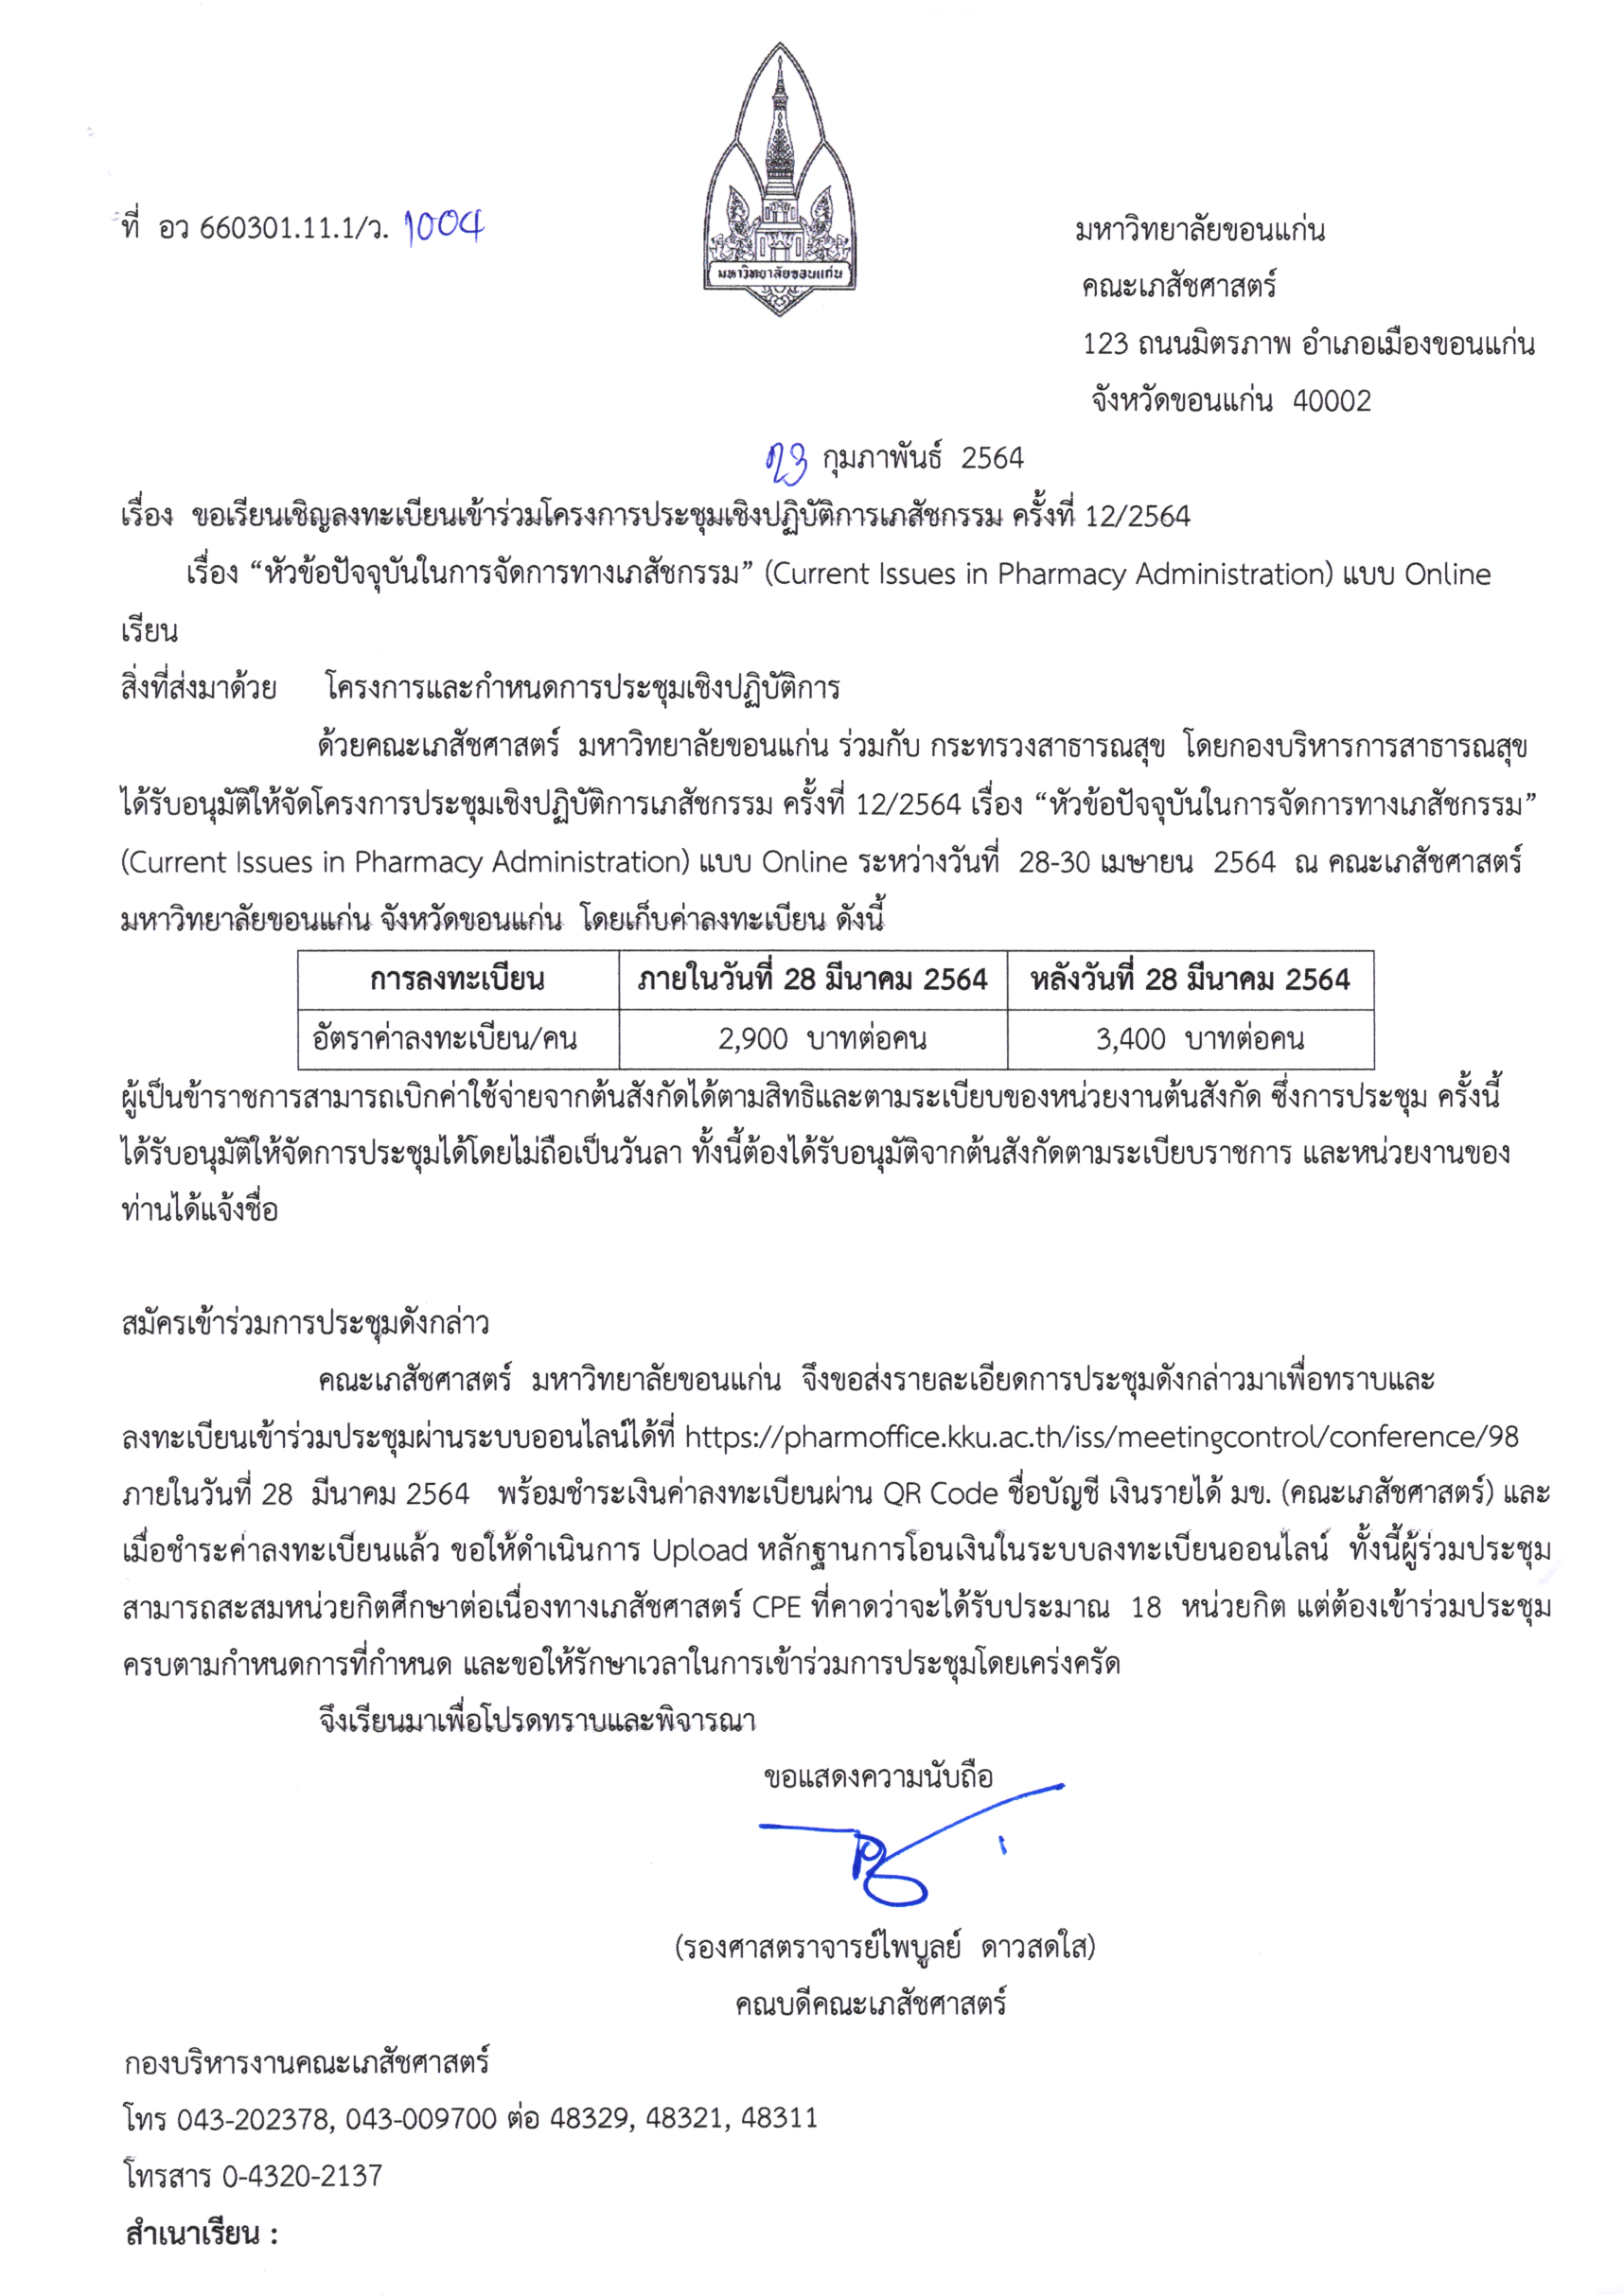 มหาวิทยาลัยขอนแก่น
ที่ อว 660301.11.1/ว. 1004
มหาวิทยาลัยขอนแก่น
คณะเภสัชศาสตร์
123 ถนนมิตรภาพ อำเภอเมืองขอนแก่น
จังหวัดขอนแก่น 40002
23 กุมภาพันธ์ 2564
เรื่อง ขอเรียนเชิญลงทะเบียนเข้าร่วมโครงการประชุมเชิงปฏิบัติการเภสัชกรรม ครั้งที่ 12/2564
เรื่อง “หัวข้อปัจจุบันในการจัดการทางเภสัชกรรม” (Current Issues in Pharmacy Administration) แบบ Online
เรียน
สิ่งที่ส่งมาด้วย โครงการและกำหนดการประชุมเชิงปฏิบัติการ
ด้วยคณะเภสัชศาสตร์ มหาวิทยาลัยขอนแก่น ร่วมกับ กระทรวงสาธารณสุข โดยกองบริหารการสาธารณสุข
ได้รับอนุมัติให้จัดโครงการประชุมเชิงปฏิบัติการเภสัชกรรม ครั้งที่ 12/2564 เรื่อง “หัวข้อปัจจุบันในการจัดการทางเภสัชกรรม”
(Current Issues in Pharmacy Administration) แบบ Online ระหว่างวันที่ 28-30 เมษายน 2564 ณ คณะเภสัชศาสตร์
มหาวิทยาลัยขอนแก่น จังหวัดขอนแก่น โดยเก็บค่าลงทะเบียน ดังนี้
การลงทะเบียน ภายในวันที่ 28 มีนาคม 2564 หลังวันที่ 28 มีนาคม 2564
อัตราค่าลงทะเบียน/คน 2,900 บาทต่อคน 3,400 บาทต่อคน
ผู้เป็นข้าราชการสามารถเบิกค่าใช้จ่ายจากต้นสังกัดได้ตามสิทธิและตามระเบียบของหน่วยงานต้นสังกัด ซึ่งการประชุม ครั้งนี้
ได้รับอนุมัติให้จัดการประชุมได้โดยไม่ถือเป็นวันลา ทั้งนี้ต้องได้รับอนุมัติจากต้นสังกัดตามระเบียบราชการ และหน่วยงานของ
ท่านได้แจ้งชื่อ
สมัครเข้าร่วมการประชุมดังกล่าว
คณะเภสัชศาสตร์ มหาวิทยาลัยขอนแก่น จึงขอส่งรายละเอียดการประชุมดังกล่าวมาเพื่อทราบและ
ลงทะเบียนเข้าร่วมประชุมผ่านระบบออนไลน์ได้ที่ https://pharmoffice.kku.ac.th/iss/meetingcontrol/conference/98
ภายในวันที่ 28 มีนาคม 2564 พร้อมชำระเงินค่าลงทะเบียนผ่าน QR Code ชื่อบัญชี เงินรายได้ มข. (คณะเภสัชศาสตร์) และ
เมื่อชำระค่าลงทะเบียนแล้ว ขอให้ดำเนินการ Upload หลักฐานการโอนเงินในระบบลงทะเบียนออนไลน์ ทั้งนี้ผู้ร่วมประชุม
สามารถสะสมหน่วยกิตศึกษาต่อเนื่องทางเภสัชศาสตร์ CPE ที่คาดว่าจะได้รับประมาณ 18 หน่วยกิต แต่ต้องเข้าร่วมประชุม
ครบตามกำหนดการที่กำหนด และขอให้รักษาเวลาในการเข้าร่วมการประชุมโดยเคร่งครัด
จึงเรียนมาเพื่อโปรดทราบและพิจารณา
ขอแสดงความนับถือ
(รองศาสตราจารย์ไพบูลย์ ดาวสดใส)
คณบดีคณะเภสัชศาสตร์
กองบริหารงานคณะเภสัชศาสตร์
โทร 043-202378, 043-009700 ต่อ 48329, 48321, 48311
โทรสาร 0-4320-2137
สำเนาเรียน :